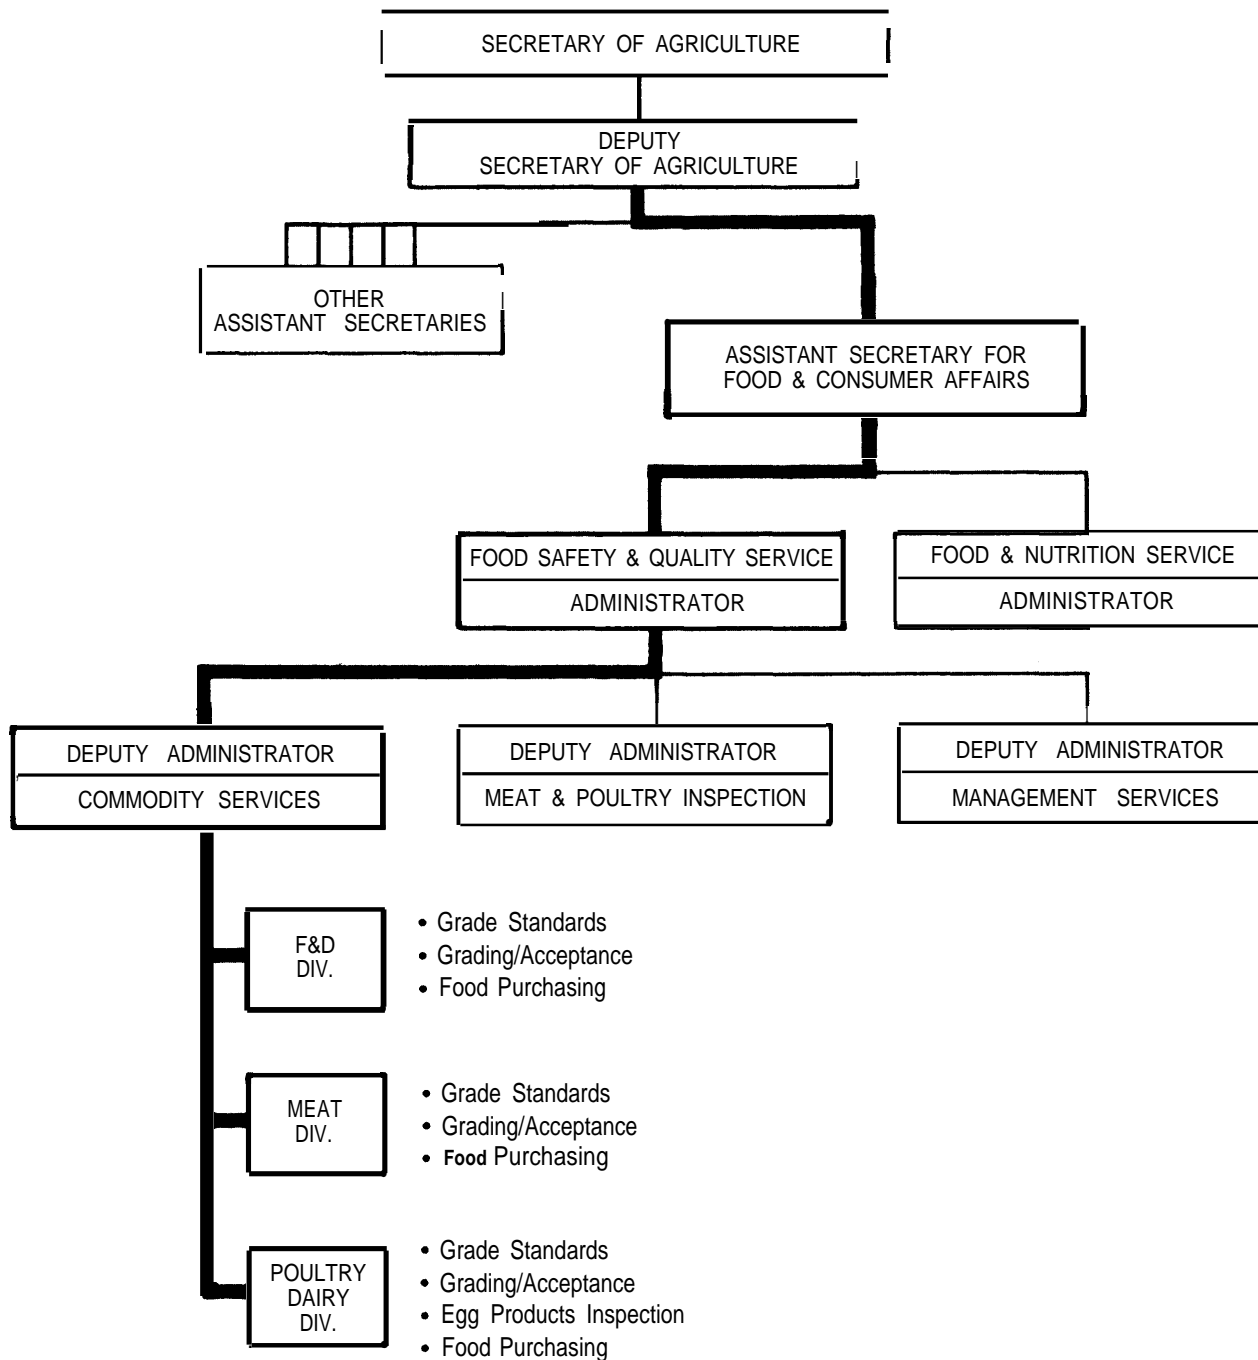 SECRETARY OF AGRICULTURE
DEPUTY
SECRETARY OF AGRICULTURE
OTHER
ASSISTANT SECRETARIES
ASSISTANT SECRETARY FOR
FOOD & CONSUMER AFFAIRS
FOOD SAFETY & QUALITY SERVICE
ADMINISTRATOR
FOOD & NUTRITION SERVICE
ADMINISTRATOR
DEPUTY ADMINISTRATOR
COMMODITY SERVICES
DEPUTY ADMINISTRATOR
MEAT & POULTRY INSPECTION
DEPUTY ADMINISTRATOR
MANAGEMENT SERVICES
F&D
DIV.
• Grade Standards
• Grading/Acceptance
• Food Purchasing
MEAT
DIV.
• Grade Standards
• Grading/Acceptance
• Food Purchasing
POULTRY
DAIRY
DIV.
• Grade Standards
• Grading/Acceptance
• Egg Products Inspection
• Food Purchasing